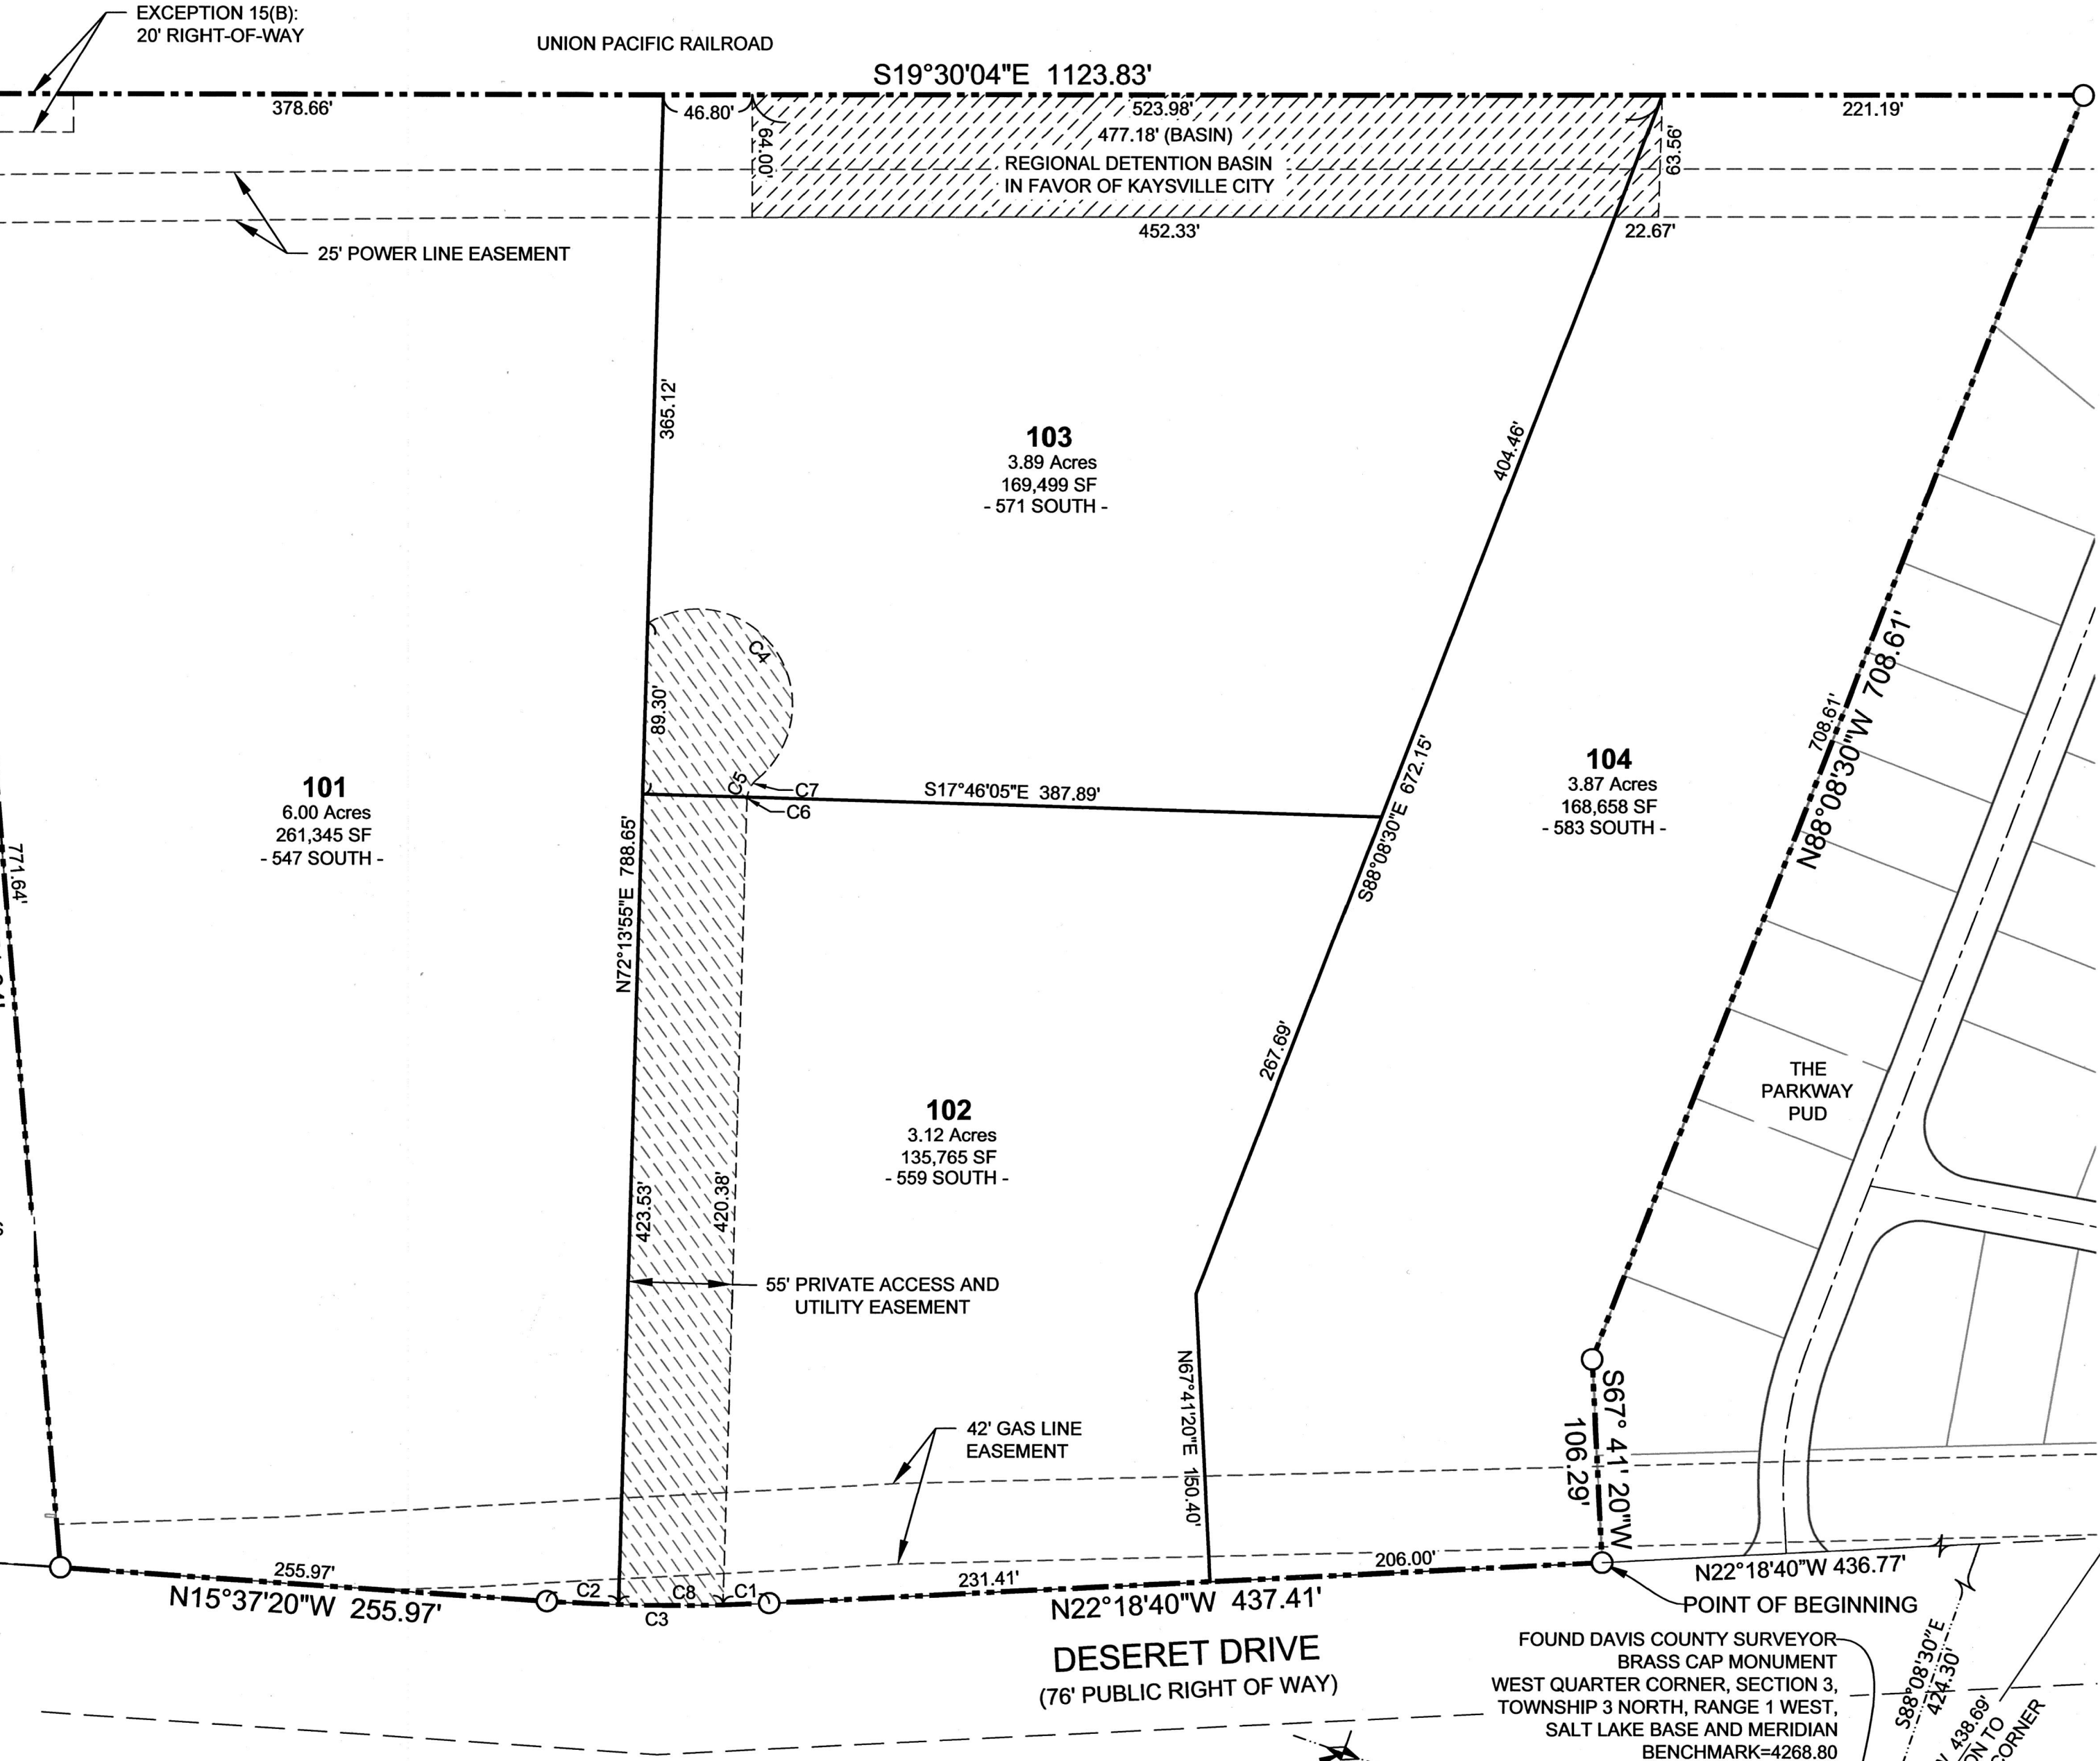 EXCEPTION 15(B):
20' RIGHT-OF-WAY
UNION PACIFIC RAILROAD
S19°30'04"E 1123.83'
378.66'
46.80'
523.98'
221.19'
477.18' (BASIN)
64.00'
63.56'
REGIONAL DETENTION BASIN
IN FAVOR OF KAYSVILLE CITY
452.33'
22.67'
25' POWER LINE EASEMENT
365.12'
103
3.89 Acres
169,499 SF
- 571 SOUTH -
404.46'
C4
89.30'
C5
C7
C6
S17°46'05"E 387.89'
S88°08'30"E 672.15'
708.61'
N88°08'30"W 708.61'
104
3.87 Acres
168,658 SF
- 583 SOUTH -
101
6.00 Acres
261,345 SF
- 547 SOUTH -
771.64'
N72°13'55"E 788.65'
267.69'
THE
PARKWAY
PUD
102
3.12 Acres
135,765 SF
- 559 SOUTH -
423.53'
420.38'
55' PRIVATE ACCESS AND
UTILITY EASEMENT
N67°41'20"E 150.40'
S67° 41' 20"W
106.29'
42' GAS LINE
EASEMENT
255.97'
N15°37'20"W 255.97'
C2
C8
C1
C3
231.41'
206.00'
N22°18'40"W 437.41'
N22°18'40"W 436.77'
POINT OF BEGINNING
DESERET DRIVE
(76' PUBLIC RIGHT OF WAY)
FOUND DAVIS COUNTY SURVEYOR
BRASS CAP MONUMENT
WEST QUARTER CORNER, SECTION 3,
TOWNSHIP 3 NORTH, RANGE 1 WEST,
SALT LAKE BASE AND MERIDIAN
BENCHMARK=4268.80
S88°08'30"E
424.30'
438.69'
ON TO
CORNER